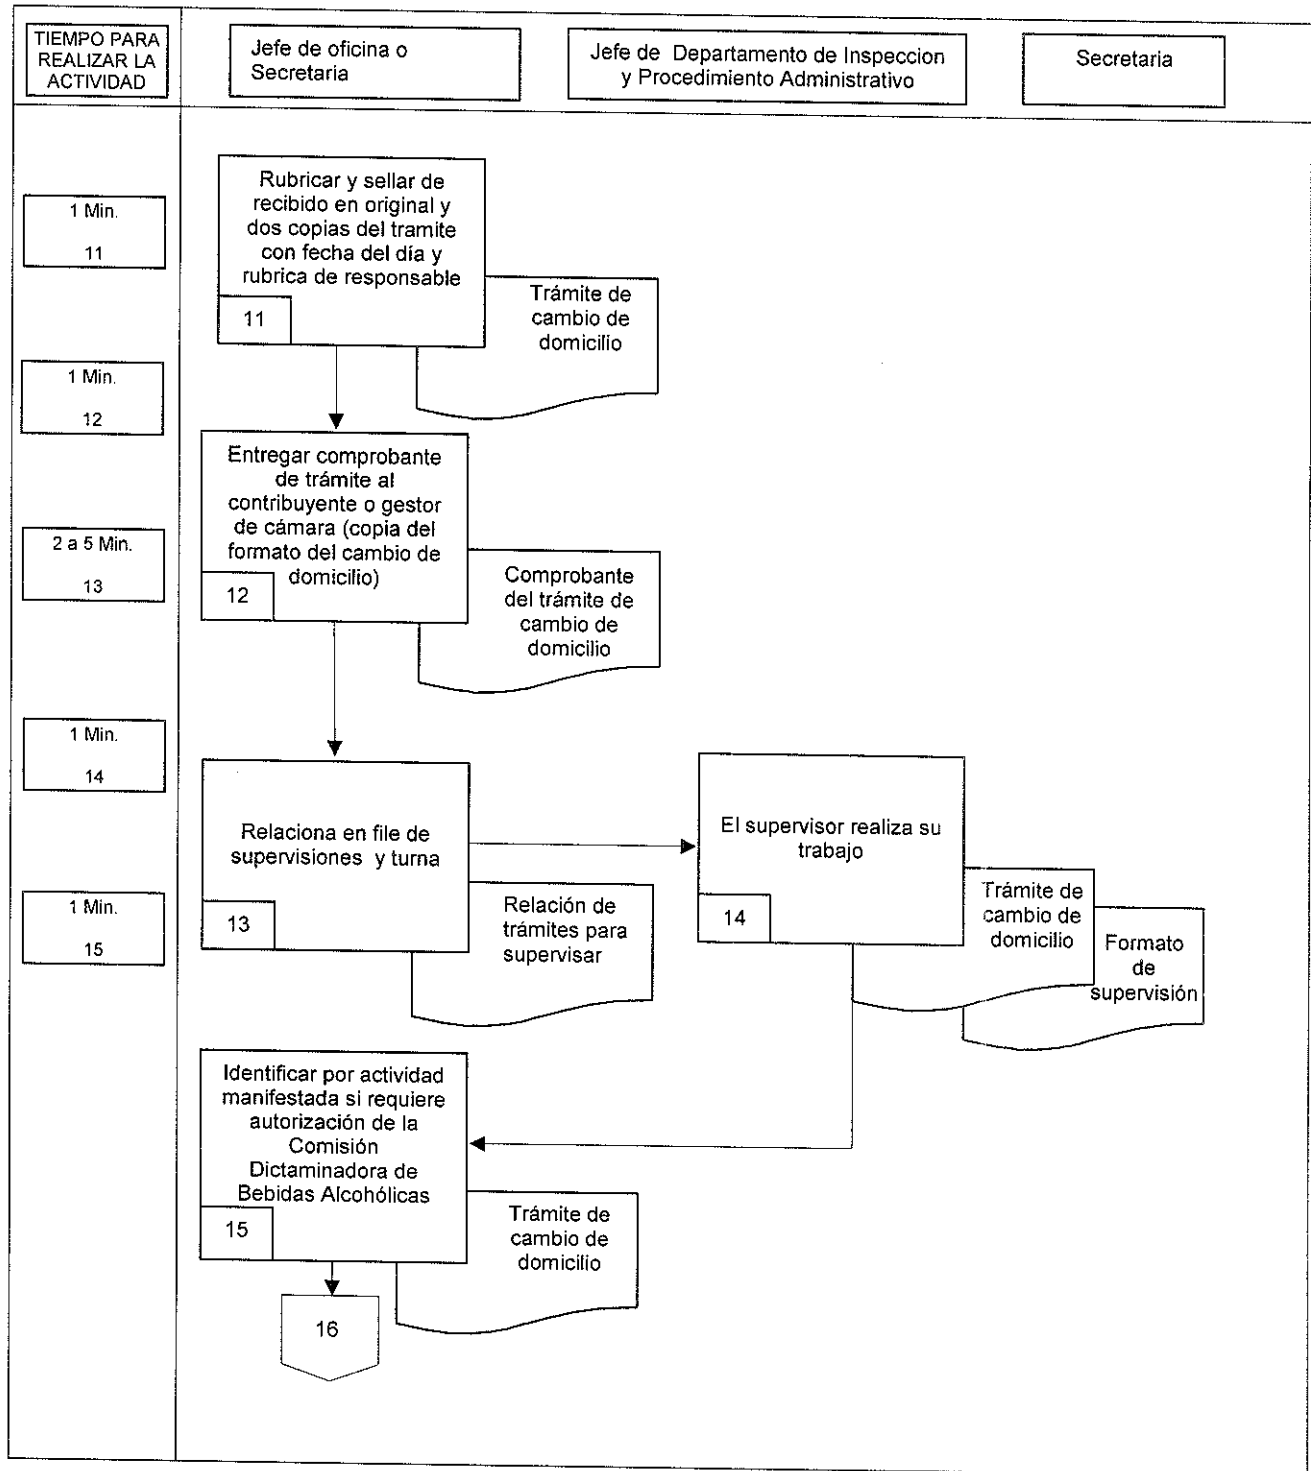 TIEMPO PARA
REALIZAR LA
ACTIVIDAD
Jefe de oficina o
Secretaria
Jefe de Departamento de Inspeccion
y Procedimiento Administrativo
Secretaria
1 Min.
11
Rubricar y sellar de
recibido en original y
dos copias del tramite
con fecha del día y
rubrica de responsable
11
Trámite de
cambio de
domicilio
1 Min.
12
Entregar comprobante
de trámite al
contribuyente o gestor
de cámara (copia del
formato del cambio de
domicilio)
12
Comprobante
del trámite de
cambio de
domicilio
2 a 5 Min.
13
1 Min.
14
Relaciona en file de
supervisiones y turna
13
Relación de
trámites para
supervisar
El supervisor realiza su
trabajo
14
Trámite de
cambio de
domicilio
Formato
de
supervisión
1 Min.
15
Identificar por actividad
manifestada si requiere
autorización de la
Comisión
Dictaminadora de
Bebidas Alcohólicas
15
Trámite de
cambio de
domicilio
16